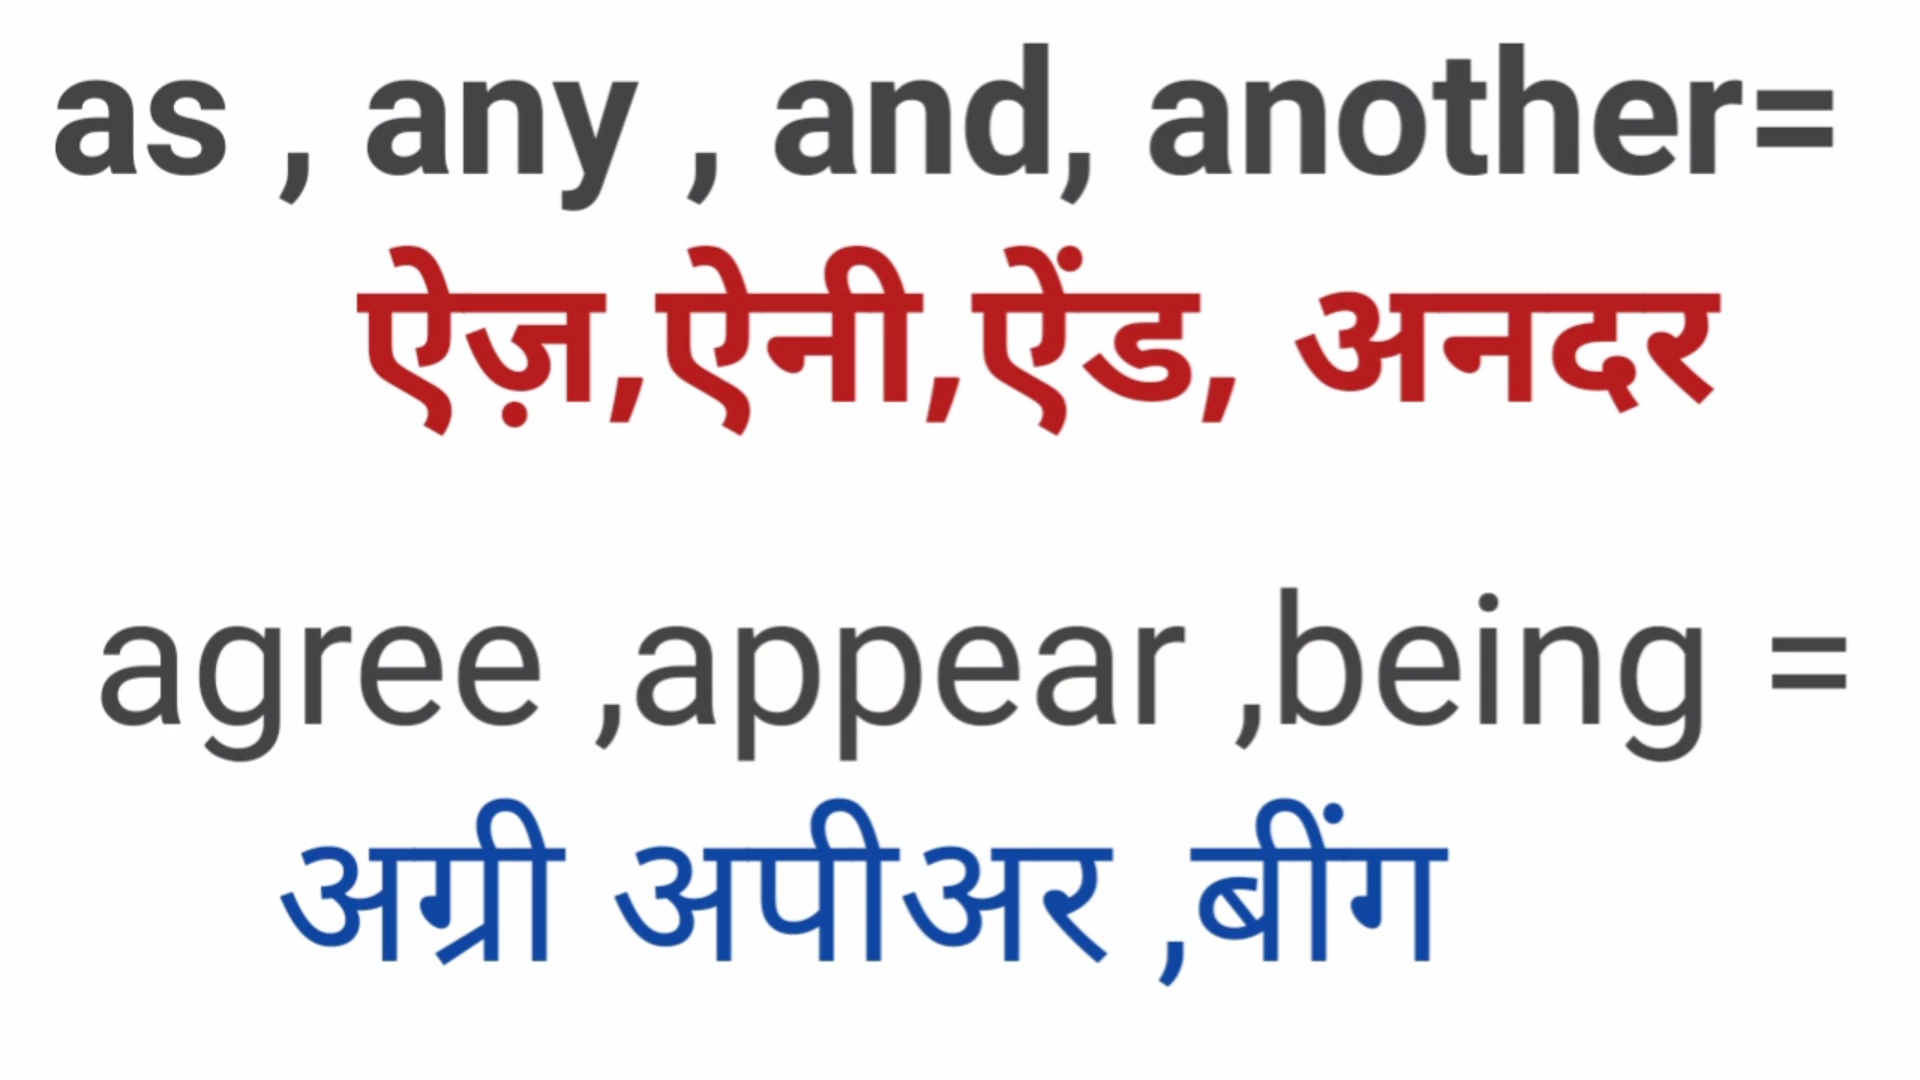 as , any , and, another=
ऐज़,ऐनी,ऐंड, अनदर
agree ,appear ,being =
अग्री अपीअर ,बींग